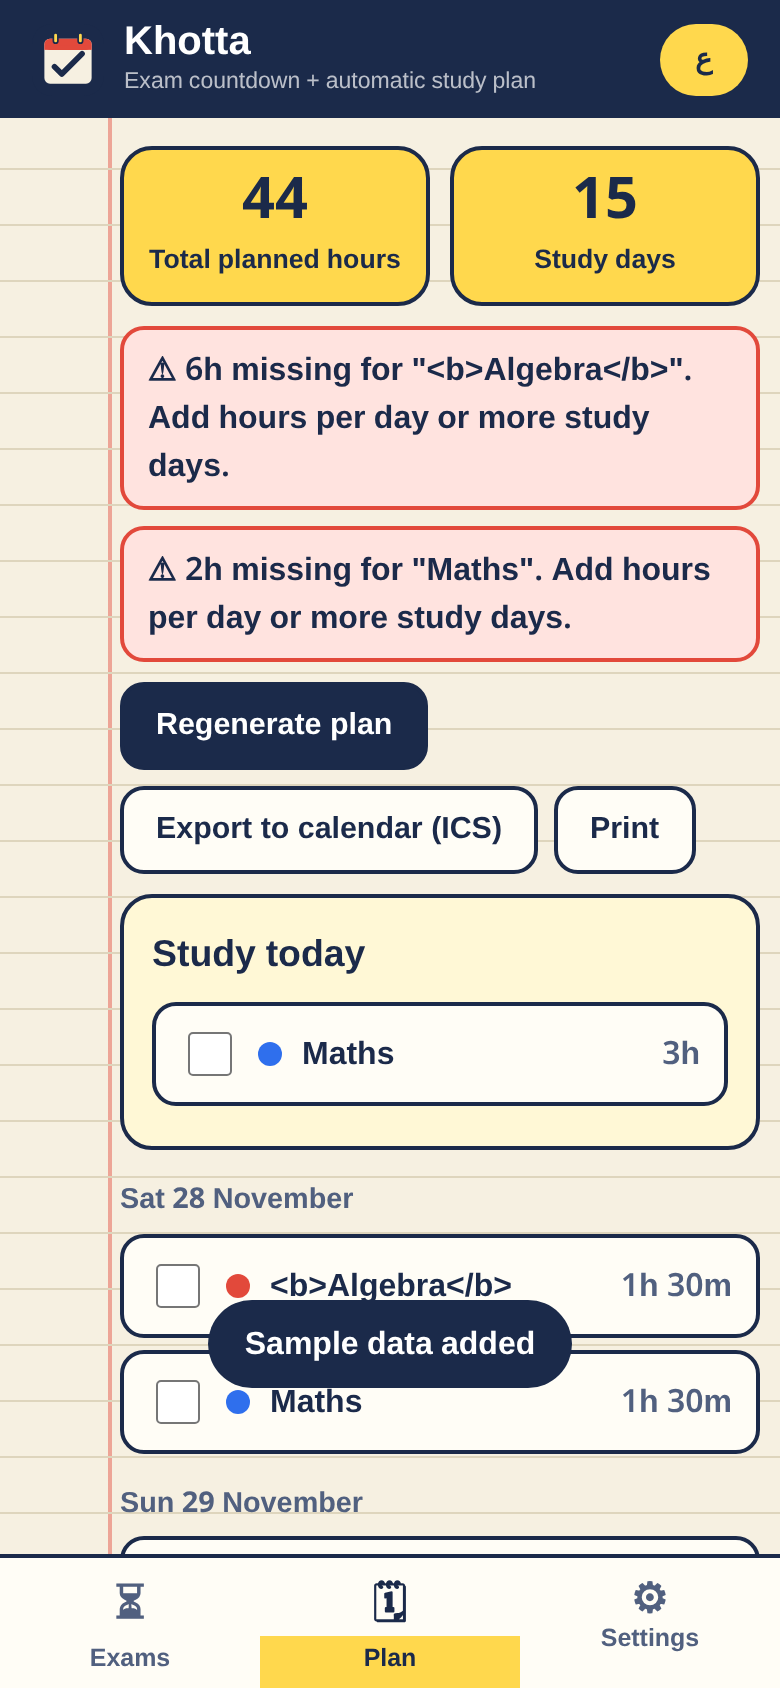 Khotta
Exam countdown + automatic study plan
ع
44
Total planned hours
15
Study days
⚠ 6h missing for "<b>Algebra</b>".
Add hours per day or more study
days.
⚠ 2h missing for "Maths". Add hours
per day or more study days.
Regenerate plan
Export to calendar (ICS)
Print
Study today
Maths 3h
Sat 28 November
<b>Algebra</b> 1h 30m
Sample data added
Maths 1h 30m
Sun 29 November
Exams
1
Plan
Settings